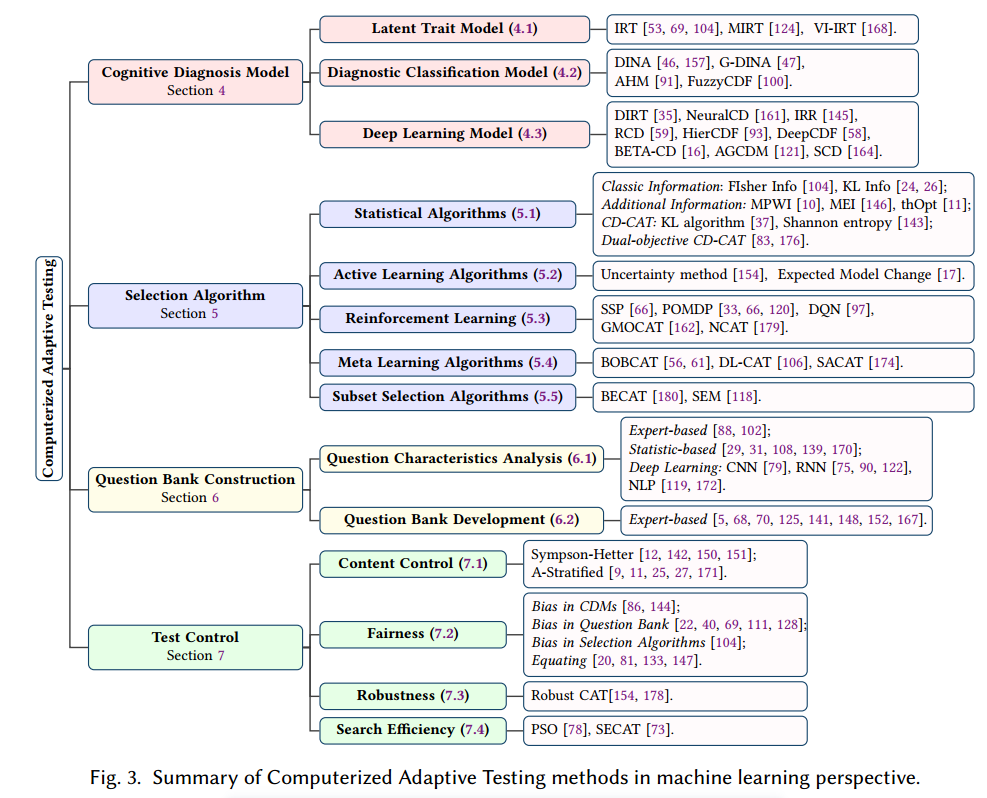 Computerized Adaptive Testing
Cognitive Diagnosis Model
Section 4
Latent Trait Model (4.1)
IRT [53, 69, 104], MIRT [124], VI-IRT [168].
Diagnostic Classification Model (4.2)
DINA [46, 157], G-DINA [47],
AHM [91], FuzzyCDF [100].
Deep Learning Model (4.3)
DIRT [35], NeuralCD [161], IRR [145],
RCD [59], HierCDF [93], DeepCDF [58],
BETA-CD [16], AGCDM [121], SCD [164].
Selection Algorithm
Section 5
Statistical Algorithms (5.1)
Classic Information: FIsher Info [104], KL Info [24, 26];
Additional Information: MPWI [10], MEI [146], thOpt [11];
CD-CAT: KL algorithm [37], Shannon entropy [143];
Dual-objective CD-CAT [83, 176].
Active Learning Algorithms (5.2)
Uncertainty method [154], Expected Model Change [17].
Reinforcement Learning (5.3)
SSP [66], POMDP [33, 66, 120], DQN [97],
GMOCAT [162], NCAT [179].
Meta Learning Algorithms (5.4)
BOBCAT [56, 61], DL-CAT [106], SACAT [174].
Subset Selection Algorithms (5.5)
BECAT [180], SEM [118].
Question Bank Construction
Section 6
Question Characteristics Analysis (6.1)
Expert-based [88, 102];
Statistic-based [29, 31, 108, 139, 170];
Deep Learning: CNN [79], RNN [75, 90, 122],
NLP [119, 172].
Question Bank Development (6.2)
Expert-based [5, 68, 70, 125, 141, 148, 152, 167].
Test Control
Section 7
Content Control (7.1)
Sympson-Hetter [12, 142, 150, 151];
A-Stratified [9, 11, 25, 27, 171].
Fairness (7.2)
Bias in CDMs [86, 144];
Bias in Question Bank [22, 40, 69, 111, 128];
Bias in Selection Algorithms [104];
Equating [20, 81, 133, 147].
Robustness (7.3)
Robust CAT[154, 178].
Search Efficiency (7.4)
PSO [78], SECAT [73].
Fig. 3. Summary of Computerized Adaptive Testing methods in machine learning perspective.